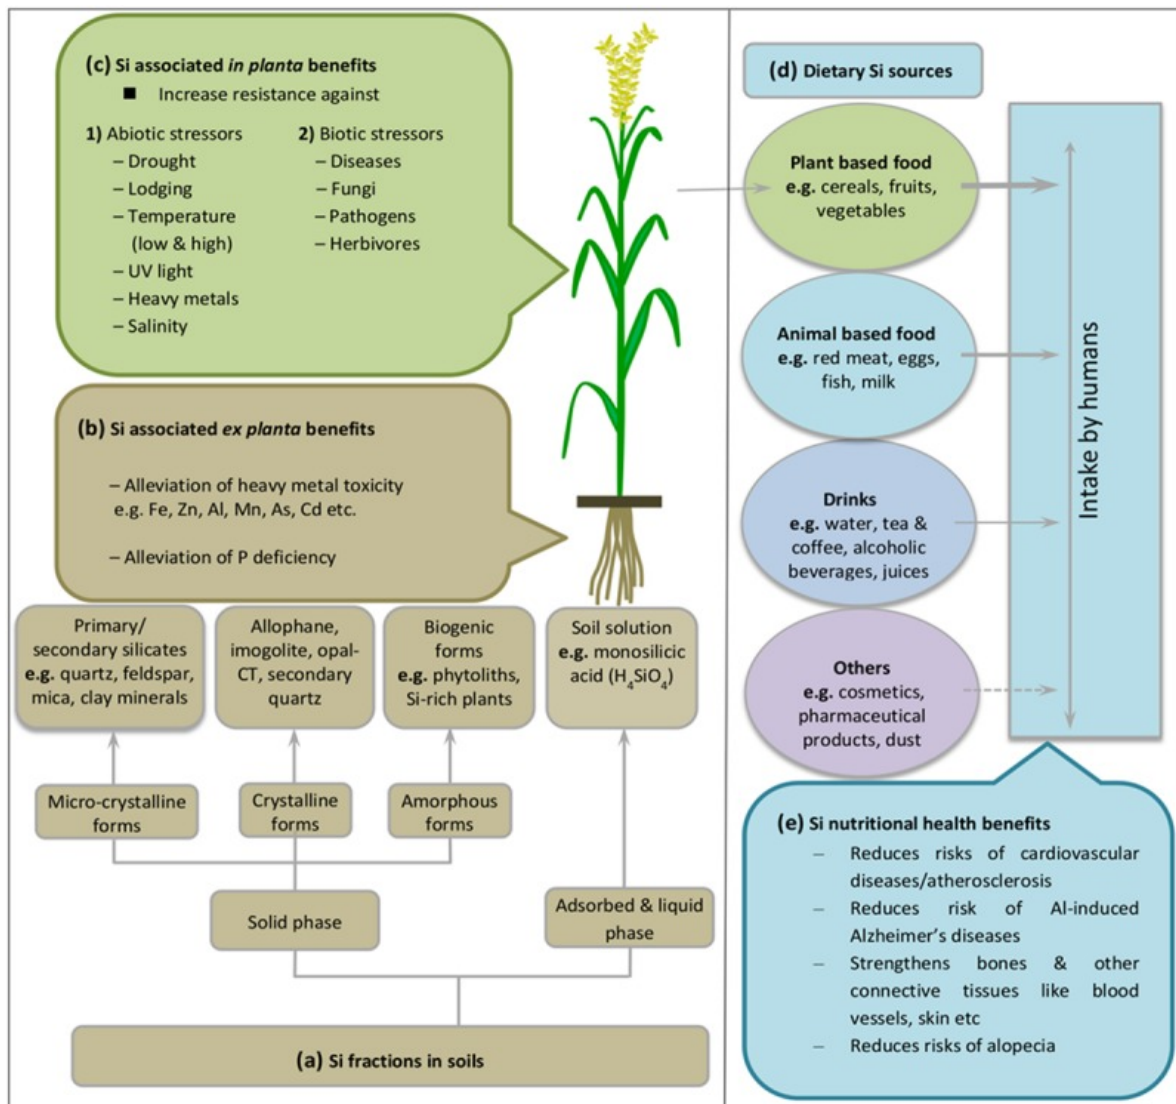 (c) Si associated in planta benefits
■ Increase resistance against
1) Abiotic stressors
– Drought
– Lodging
– Temperature
(low & high)
– UV light
– Heavy metals
– Salinity
2) Biotic stressors
– Diseases
– Fungi
– Pathogens
– Herbivores
(b) Si associated ex planta benefits
– Alleviation of heavy metal toxicity
e.g. Fe, Zn, Al, Mn, As, Cd etc.
– Alleviation of P deficiency
Primary/
secondary silicates
e.g. quartz, feldspar,
mica, clay minerals
Allophane,
imogolite, opal-
CT, secondary
quartz
Biogenic
forms
e.g. phytoliths,
Si-rich plants
Soil solution
e.g. monosilicic
acid (H₄SiO₄)
Micro-crystalline
forms
Crystalline
forms
Amorphous
forms
Solid phase
Adsorbed & liquid
phase
(a) Si fractions in soils
(d) Dietary Si sources
Plant based food
e.g. cereals, fruits,
vegetables
Animal based food
e.g. red meat, eggs,
fish, milk
Drinks
e.g. water, tea &
coffee, alcoholic
beverages, juices
Others
e.g. cosmetics,
pharmaceutical
products, dust
Intake by humans
(e) Si nutritional health benefits
– Reduces risks of cardiovascular
diseases/atherosclerosis
– Reduces risk of Al-induced
Alzheimer's diseases
– Strengthens bones & other
connective tissues like blood
vessels, skin etc
– Reduces risks of alopecia